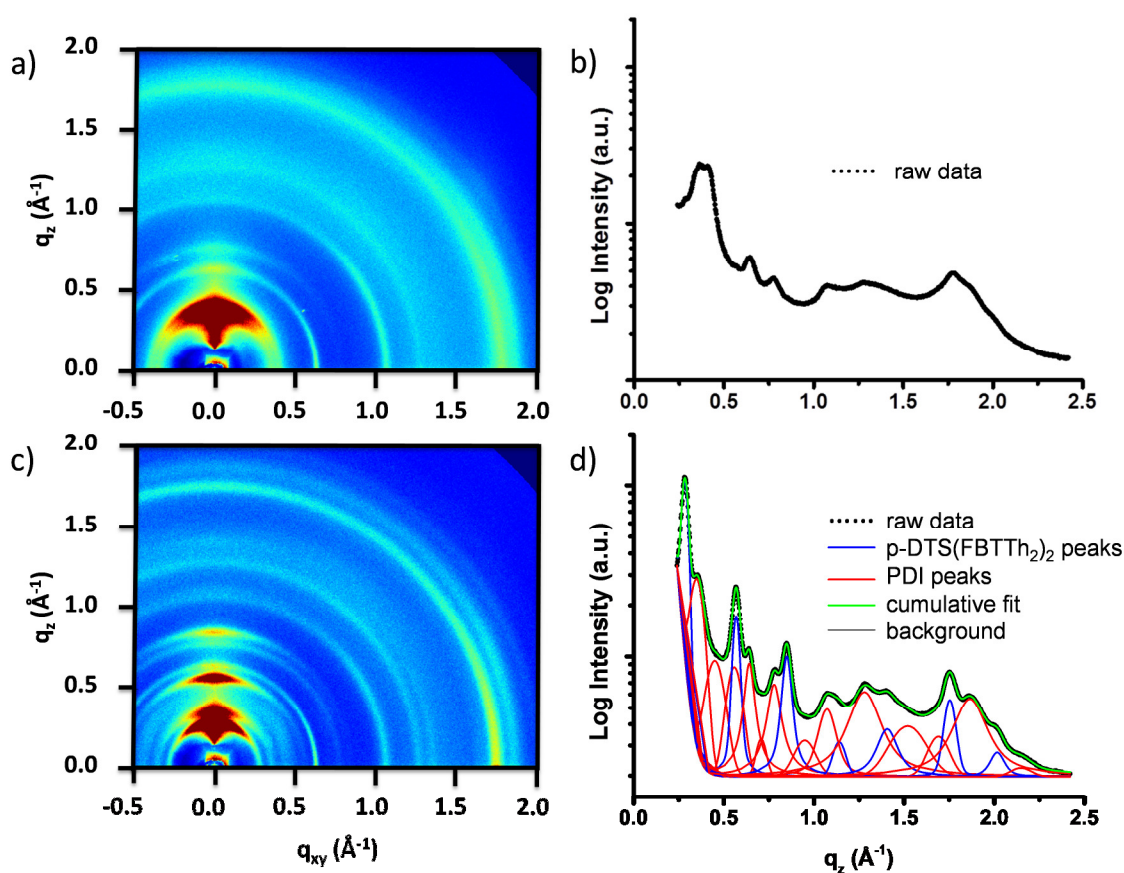 a)
2.0
1.5
1.0
0.5
0.0
q_z (Å⁻¹)
-0.5 0.0 0.5 1.0 1.5 2.0
b)
Log Intensity (a.u.)
raw data
0.0 0.5 1.0 1.5 2.0 2.5
c)
2.0
1.5
1.0
0.5
0.0
q_z (Å⁻¹)
-0.5 0.0 0.5 1.0 1.5 2.0
q_xy (Å⁻¹)
d)
Log Intensity (a.u.)
raw data
p-DTS(FBTTh₂)₂ peaks
PDI peaks
cumulative fit
background
0.0 0.5 1.0 1.5 2.0 2.5
q_z (Å⁻¹)